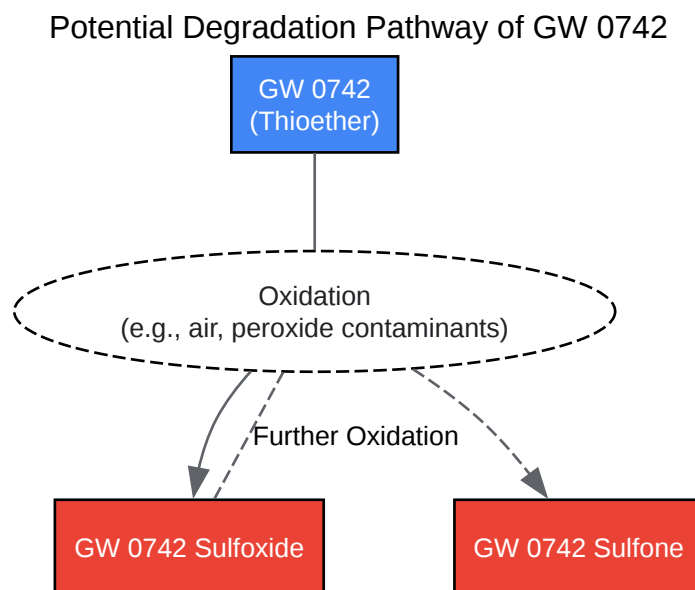 Potential Degradation Pathway of GW 0742
GW 0742
(Thioether)
Oxidation
(e.g., air, peroxide contaminants)
Further Oxidation
GW 0742 Sulfoxide
GW 0742 Sulfone